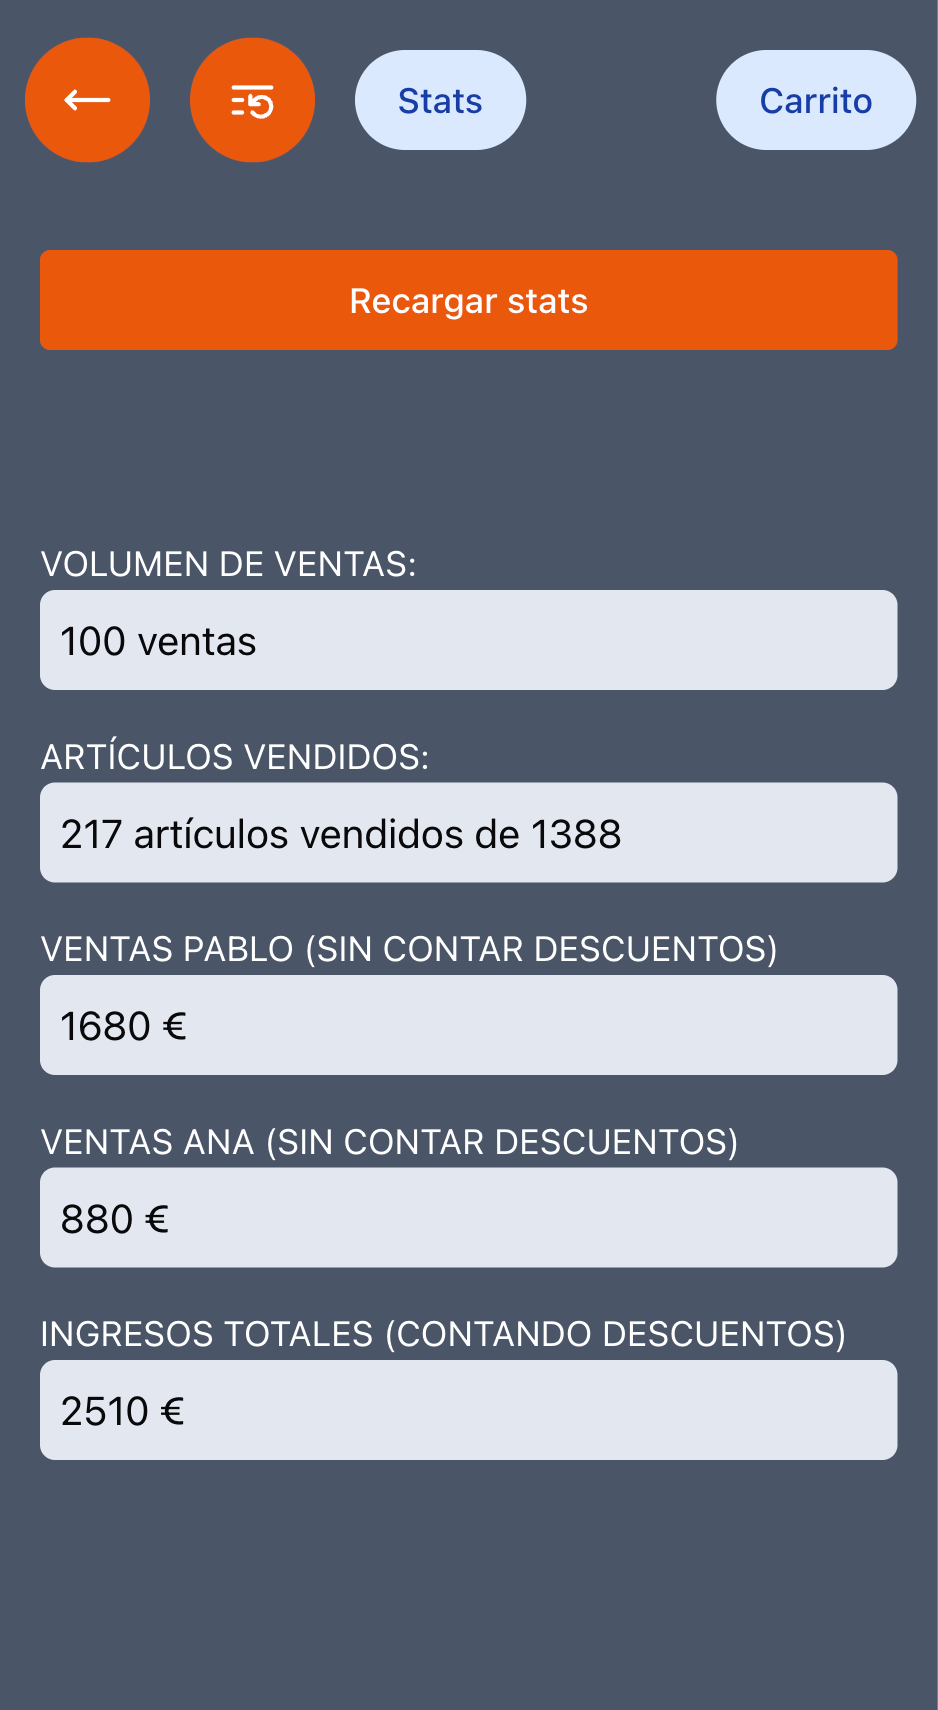 Stats
Carrito
Recargar stats
VOLUMEN DE VENTAS:
100 ventas
ARTÍCULOS VENDIDOS:
217 artículos vendidos de 1388
VENTAS PABLO (SIN CONTAR DESCUENTOS)
1680 €
VENTAS ANA (SIN CONTAR DESCUENTOS)
880 €
INGRESOS TOTALES (CONTANDO DESCUENTOS)
2510 €